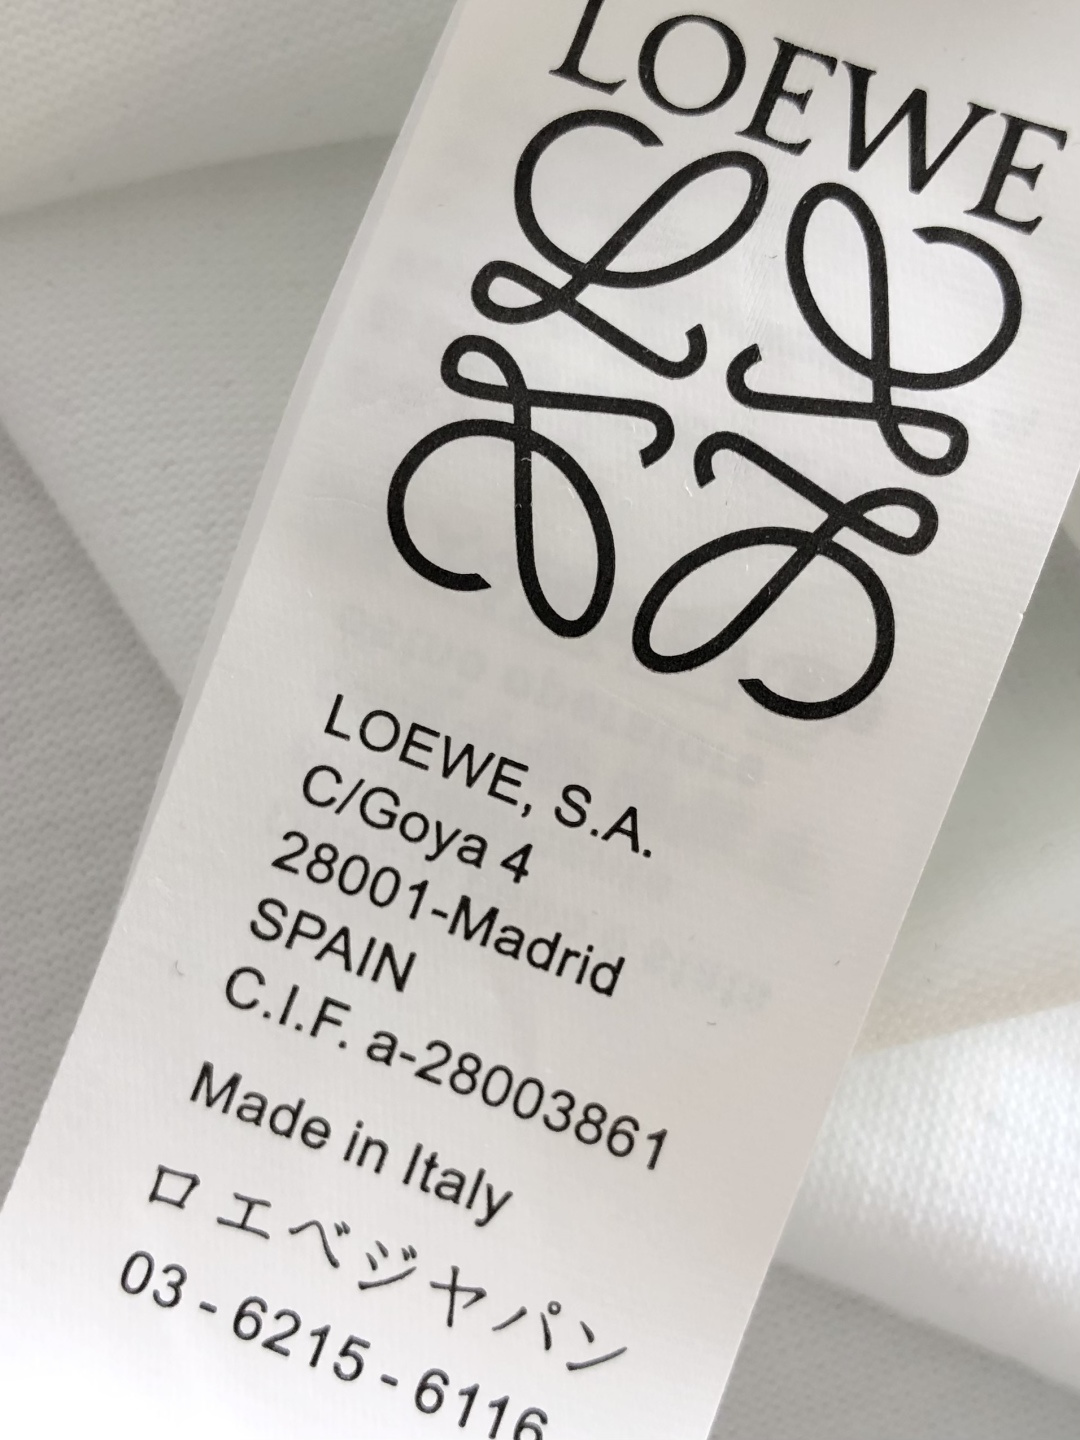 LOEWE
LOEWE, S.A.
C/Goya 4
28001-Madrid
SPAIN
C.I.F. a-28003861
Made in Italy
ロエベジャパン
03-6215-6116